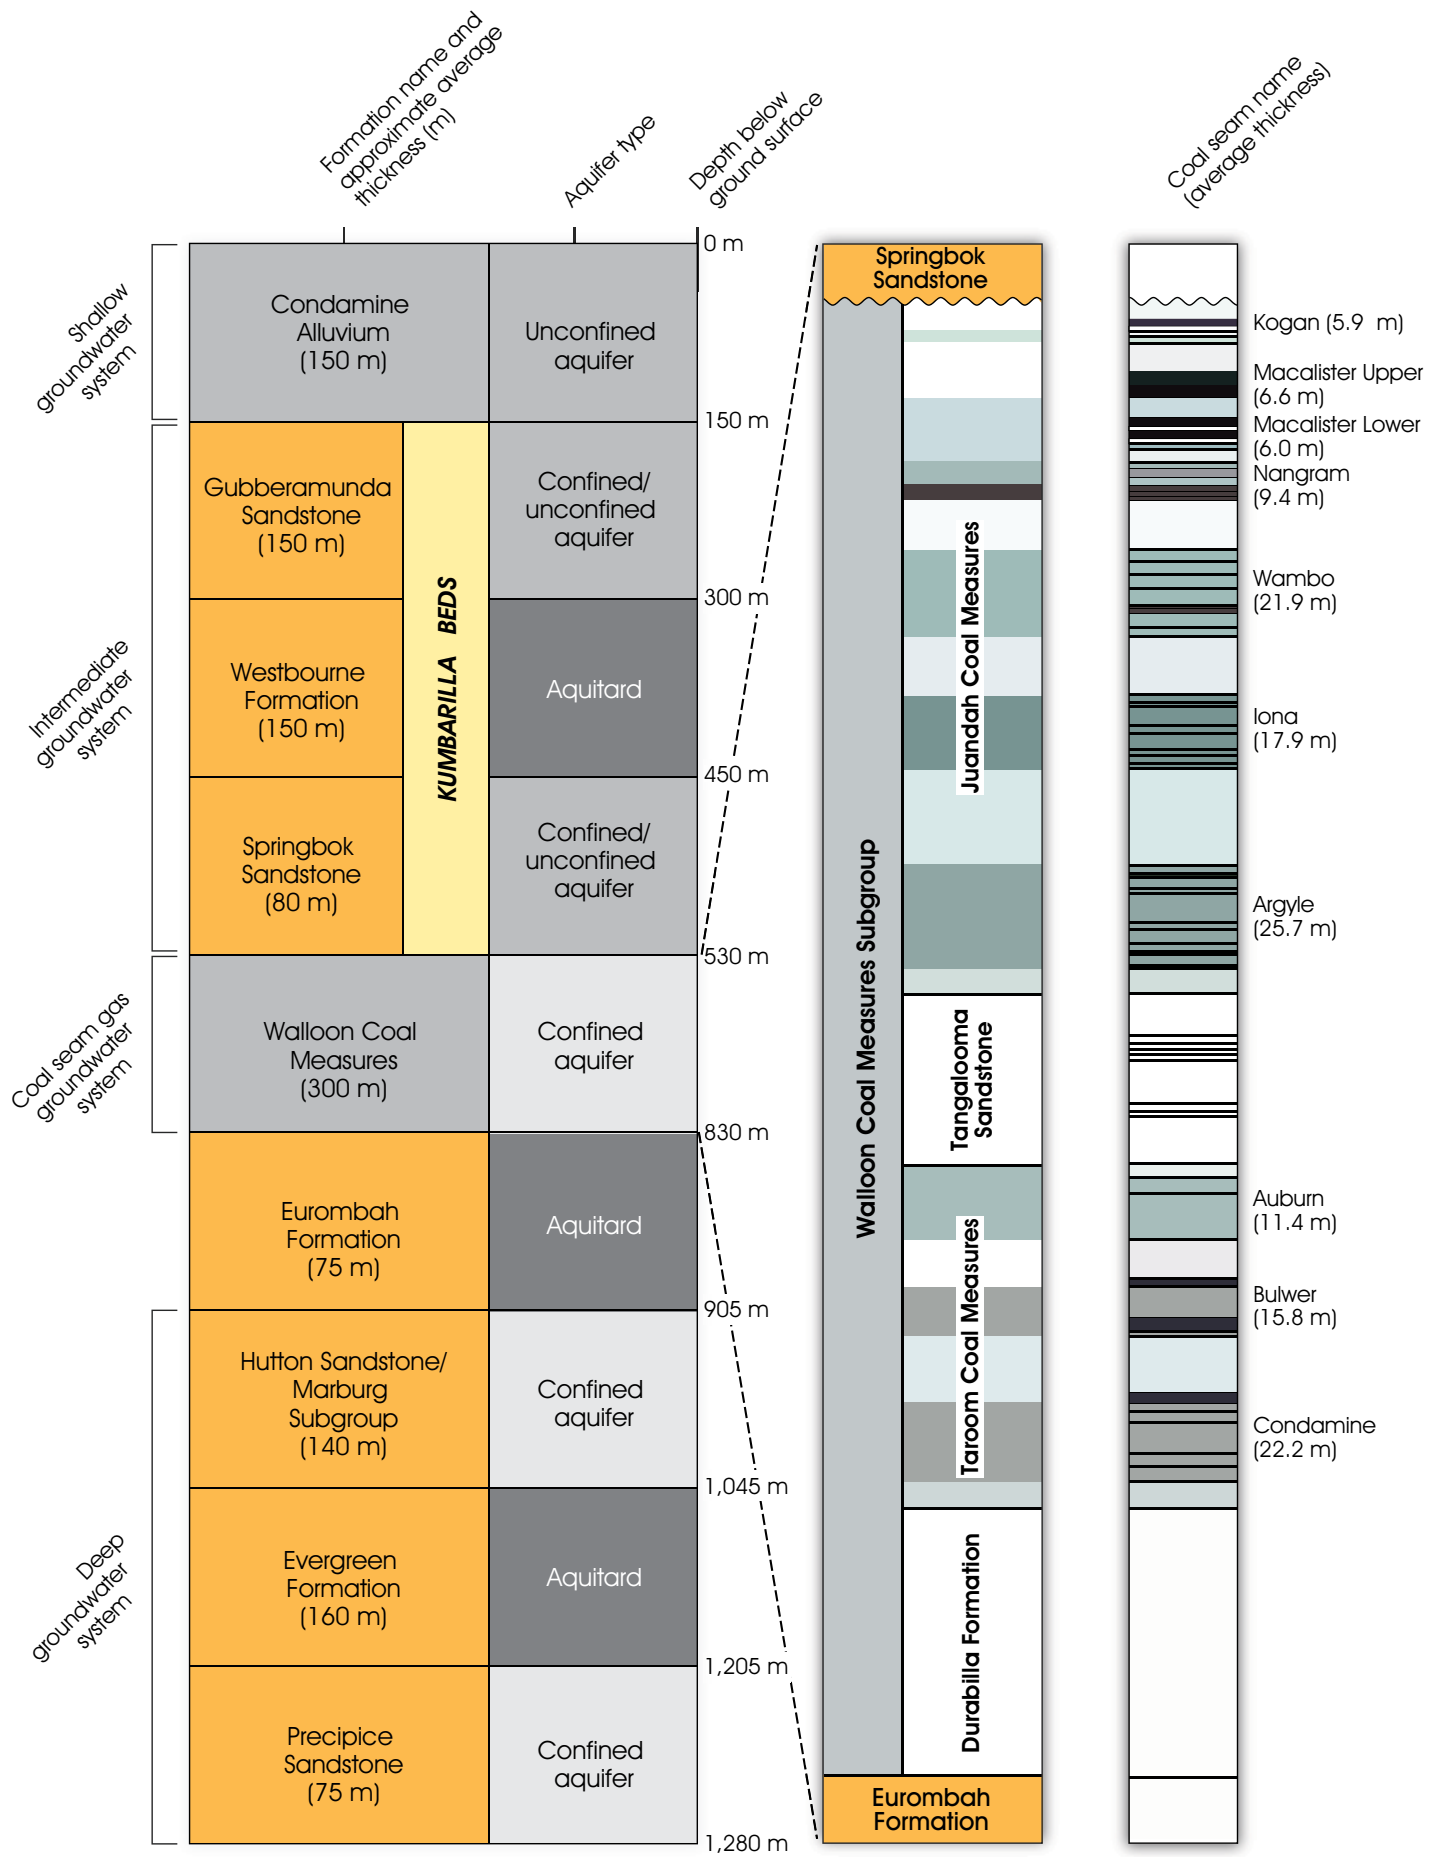 Formation name and
approximate average
thickness (m)
Aquifer type
Depth below
ground surface
Coal seam name
(average thickness)
Shallow
groundwater
system
Intermediate
groundwater
system
Coal seam gas
groundwater
system
Deep
groundwater
system
Condamine
Alluvium
(150 m)
Gubberamunda
Sandstone
(150 m)
Westbourne
Formation
(150 m)
Springbok
Sandstone
(80 m)
KUMBARILLA BEDS
Walloon Coal
Measures
(300 m)
Eurombah
Formation
(75 m)
Hutton Sandstone/
Marburg
Subgroup
(140 m)
Evergreen
Formation
(160 m)
Precipice
Sandstone
(75 m)
Unconfined
aquifer
Confined/
unconfined
aquifer
Aquitard
Confined/
unconfined
aquifer
Confined
aquifer
Aquitard
Confined
aquifer
Aquitard
Confined
aquifer
0 m
150 m
300 m
450 m
530 m
830 m
905 m
1,045 m
1,205 m
1,280 m
Springbok
Sandstone
Walloon Coal Measures Subgroup
Juandah Coal Measures
Tangalooma
Sandstone
Taroom Coal Measures
Durabilla Formation
Eurombah
Formation
Kogan (5.9 m)
Macalister Upper
(6.6 m)
Macalister Lower
(6.0 m)
Nangram
(9.4 m)
Wambo
(21.9 m)
Iona
(17.9 m)
Argyle
(25.7 m)
Auburn
(11.4 m)
Bulwer
(15.8 m)
Condamine
(22.2 m)